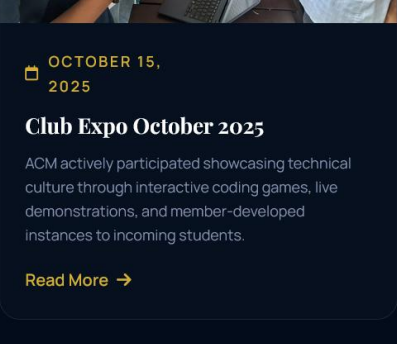 OCTOBER 15,
2025
Club Expo October 2025
ACM actively participated showcasing technical
culture through interactive coding games, live
demonstrations, and member-developed
instances to incoming students.
Read More →